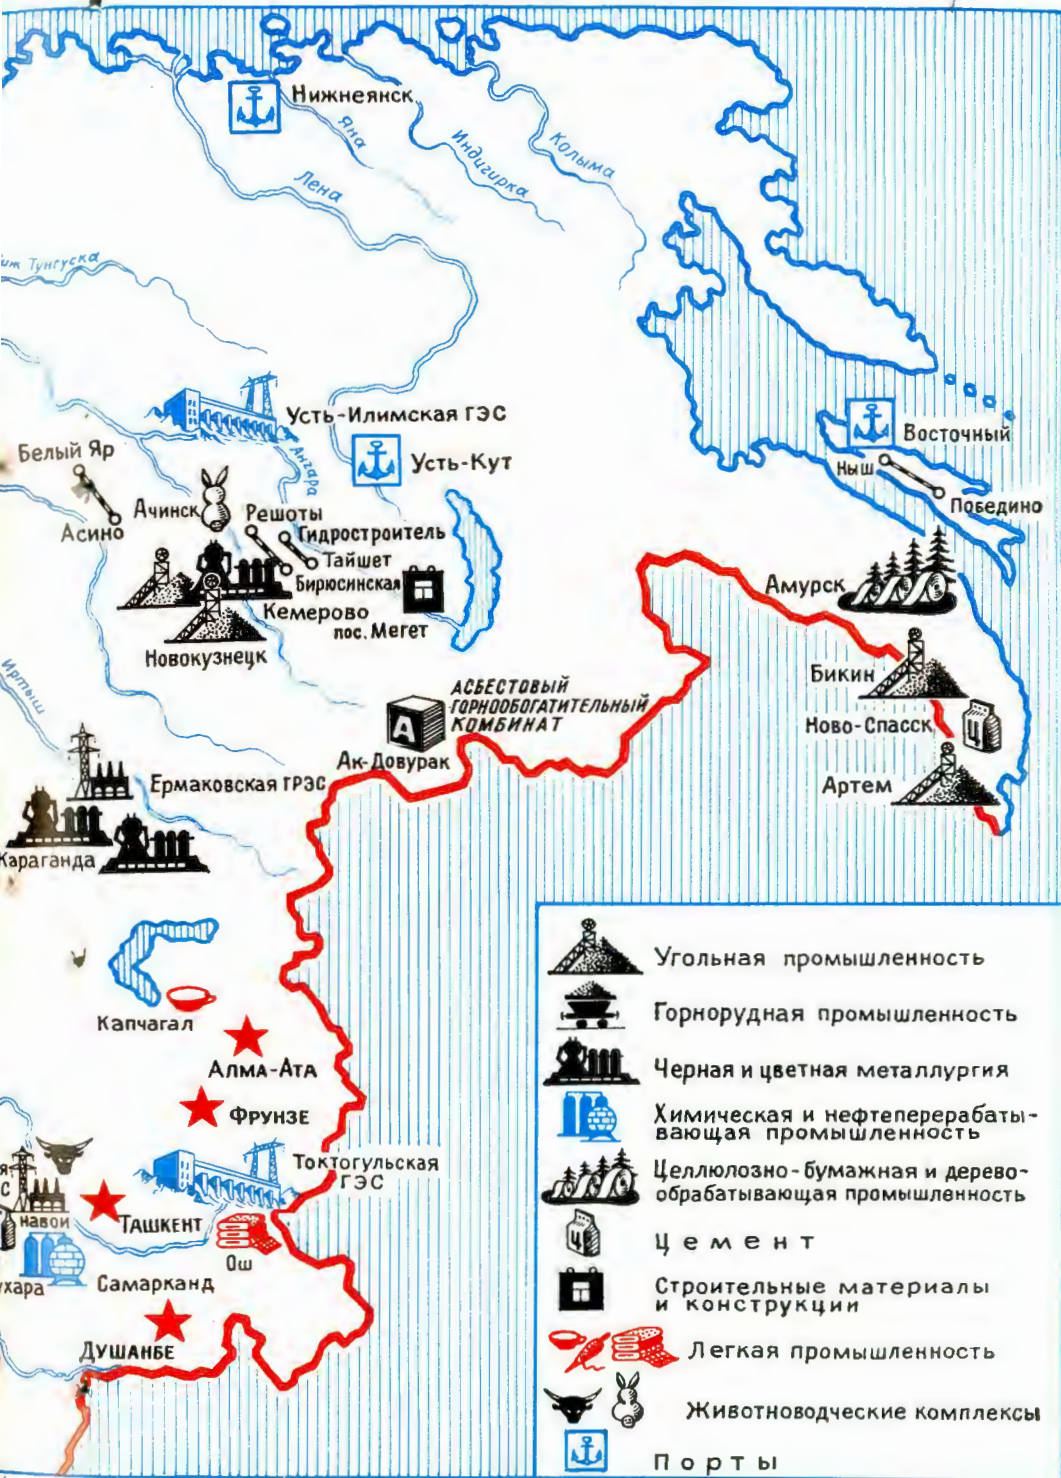 Нижнеянск
Яна
Индигирка
Колыма
Лена
Тунгуска
Усть-Илимская ГЭС
Ангара
Усть-Кут
Восточный
Ныш
Победино
Белый Яр
Асино
Ачинск
Решоты
Гидростроитель
Тайшет
Бирюсинская
Кемерово
пос. Мегет
Новокузнецк
Амурск
Бикин
Ново-Спасск
Ц
Артем
Иртыш
АСБЕСТОВЫЙ
ГОРНООБОГАТИТЕЛЬНЫЙ
КОМБИНАТ
А
Ак-Довурак
Ермаковская ГРЭС
Караганда
Капчагал
АЛМА-АТА
ФРУНЗЕ
Токтогульская
ГЭС
ТАШКЕНТ
Навои
Ош
Самарканд
ДУШАНБЕ
Угольная промышленность
Горнорудная промышленность
Черная и цветная металлургия
Химическая и нефтеперерабаты-
вающая промышленность
Целлюлозно-бумажная и дерево-
обрабатывающая промышленность
Ц
Цемент
Строительные материалы
и конструкции
Легкая промышленность
Животноводческие комплексы
Порты